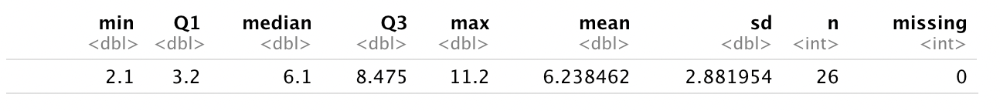 min Q1 median Q3 max mean sd n missing
<dbl> <dbl> <dbl> <dbl> <dbl> <dbl> <dbl> <int> <int>
2.1 3.2 6.1 8.475 11.2 6.238462 2.881954 26 0